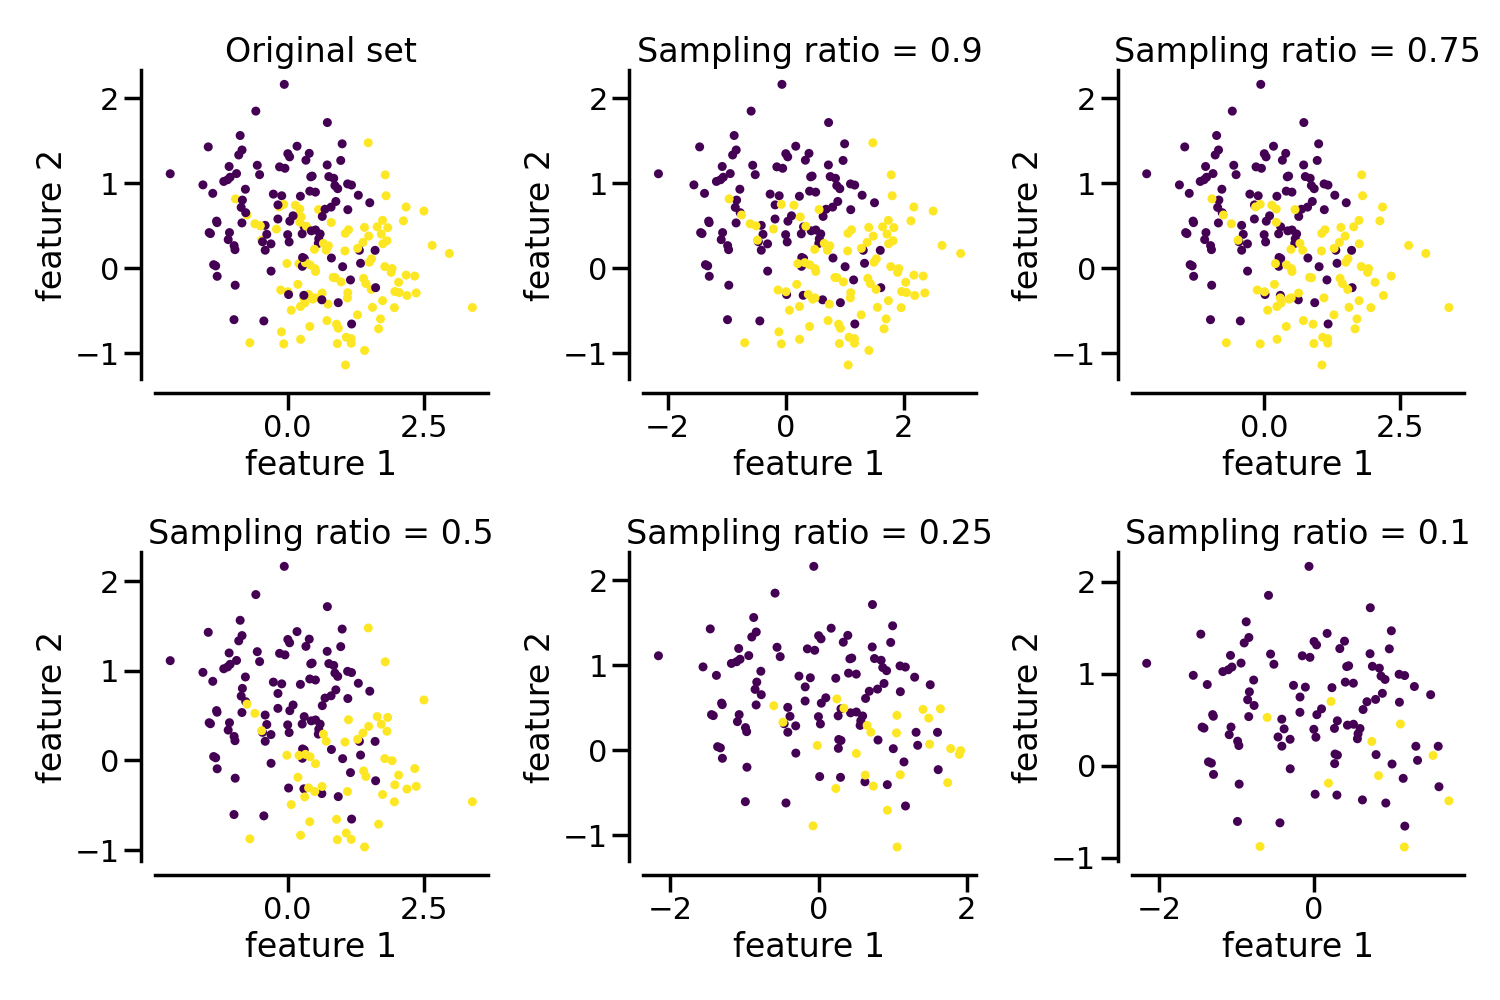 Original set
Sampling ratio = 0.9
Sampling ratio = 0.75
2
1
0
−1
feature 2
0.0
2.5
feature 1
2
1
0
−1
feature 2
−2
0
2
feature 1
2
1
0
−1
feature 2
0.0
2.5
feature 1
Sampling ratio = 0.5
Sampling ratio = 0.25
Sampling ratio = 0.1
2
1
0
−1
feature 2
0.0
2.5
feature 1
2
1
0
−1
feature 2
−2
0
2
feature 1
2
1
0
−1
feature 2
−2
0
feature 1